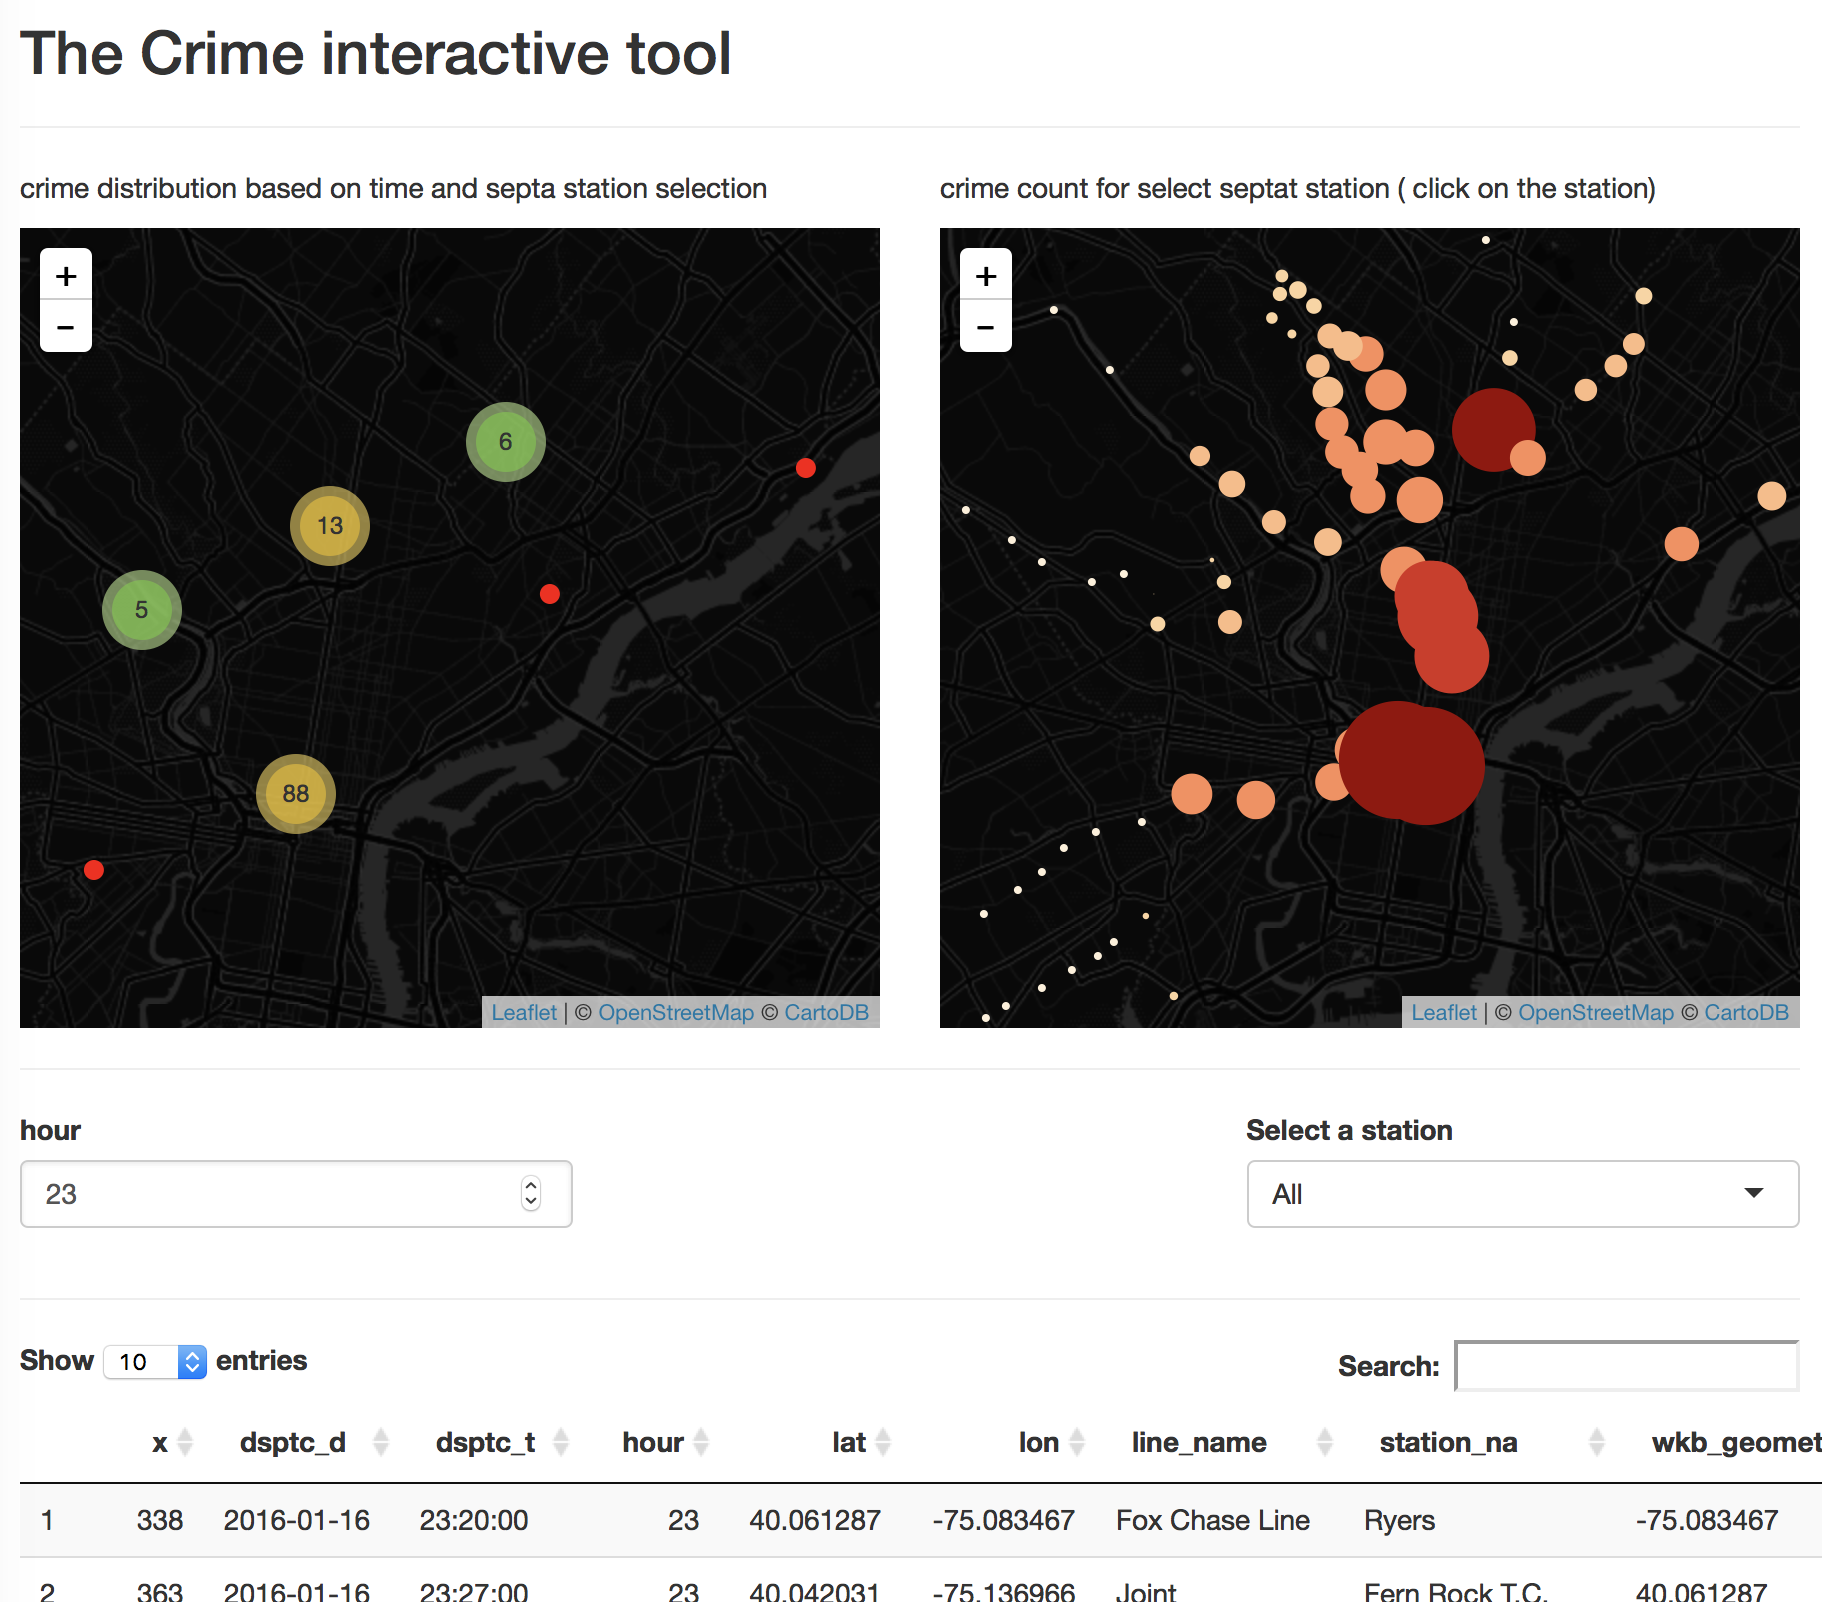 The Crime interactive tool
crime distribution based on time and septa station selection
crime count for select septat station ( click on the station)
+
−
6
13
5
88
Leaflet | © OpenStreetMap © CartoDB
+
−
Leaflet | © OpenStreetMap © CartoDB
hour
23
Select a station
All
Show 10 entries
Search:
x dsptc_d dsptc_t hour lat lon line_name station_na wkb_geomet
1 338 2016-01-16 23:20:00 23 40.061287 -75.083467 Fox Chase Line Ryers -75.083467
2 363 2016-01-16 23:27:00 23 40.042031 -75.136966 Joint Fern Rock T.C. 40.061287